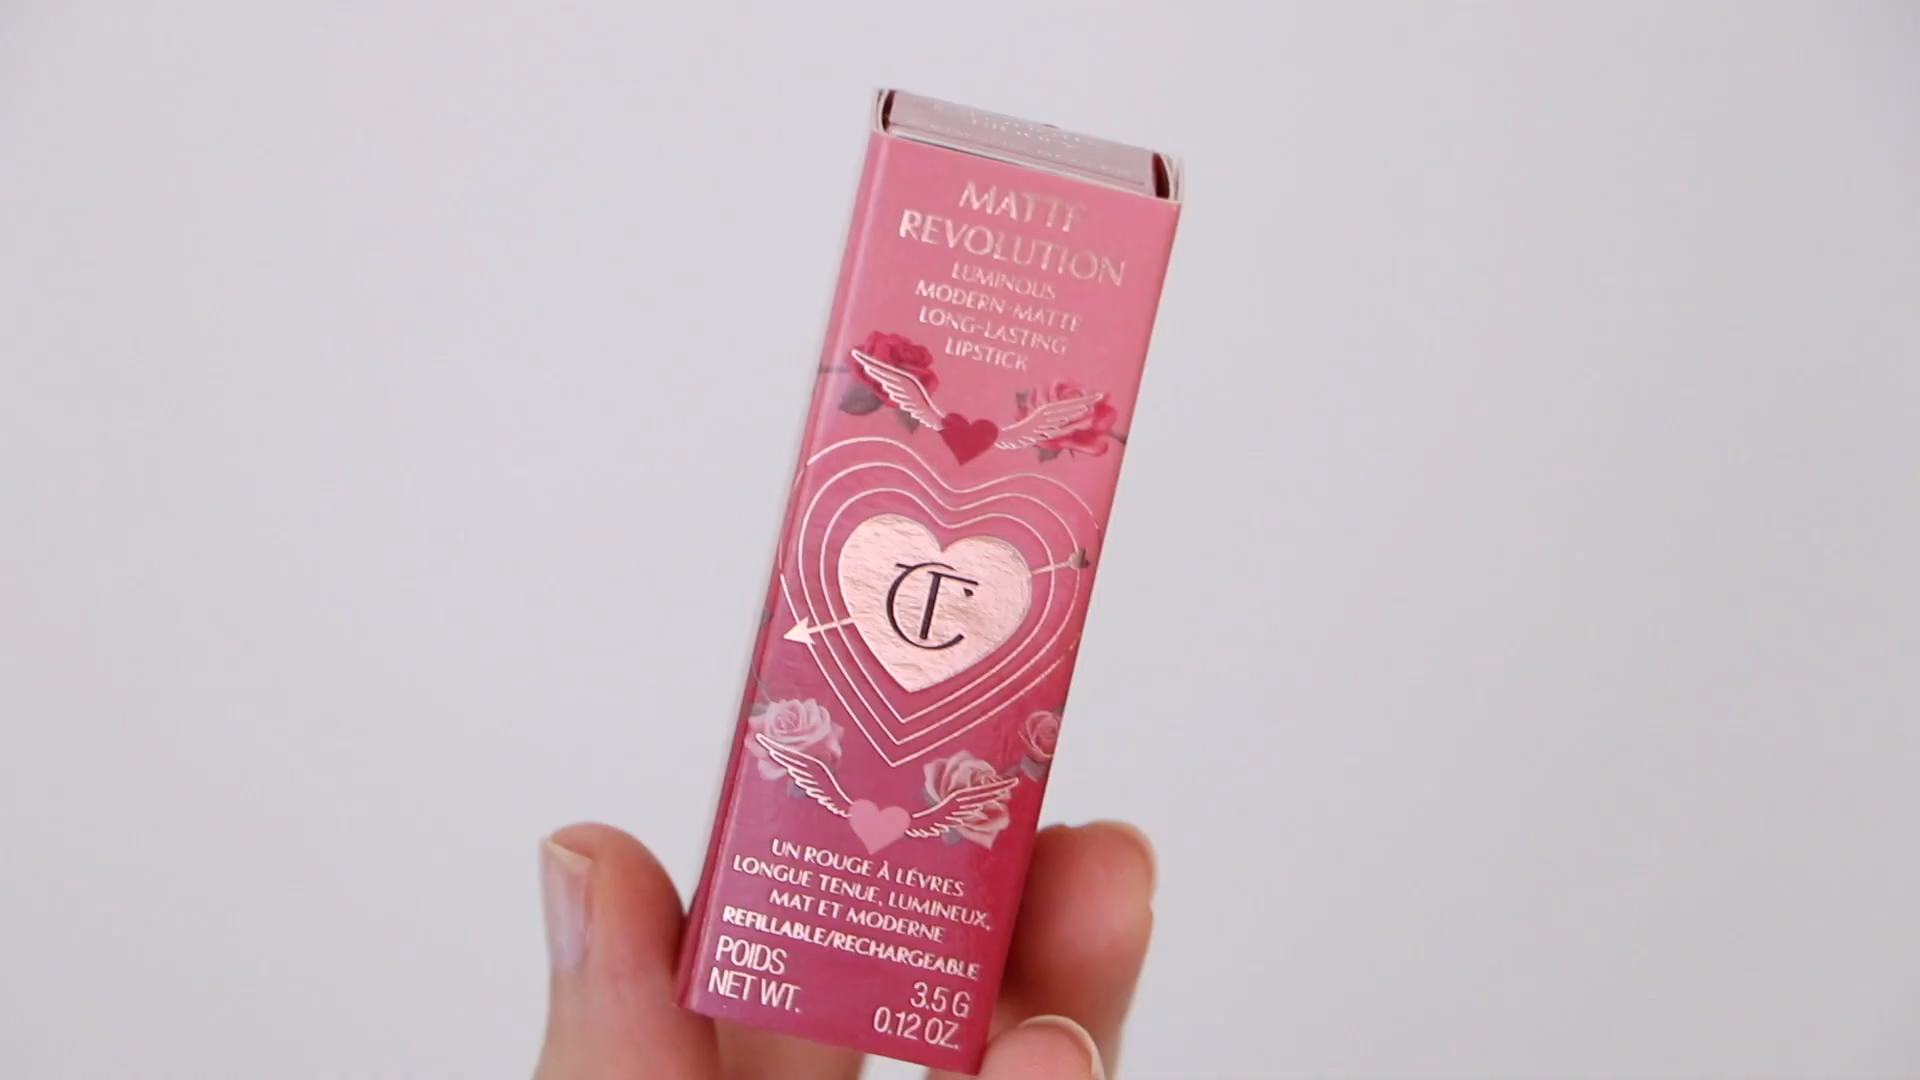 MATTE
REVOLUTION
LUMINOUS
MODERN-MATTE
LONG-LASTING
LIPSTICK
CT
UN ROUGE À LÉVRES
LONGUE TENUE, LUMINEUX,
MAT ET MODERNE
REFILLABLE/RECHARGEABLE
POIDS
NET WT.
3.5 G
0.12 OZ.